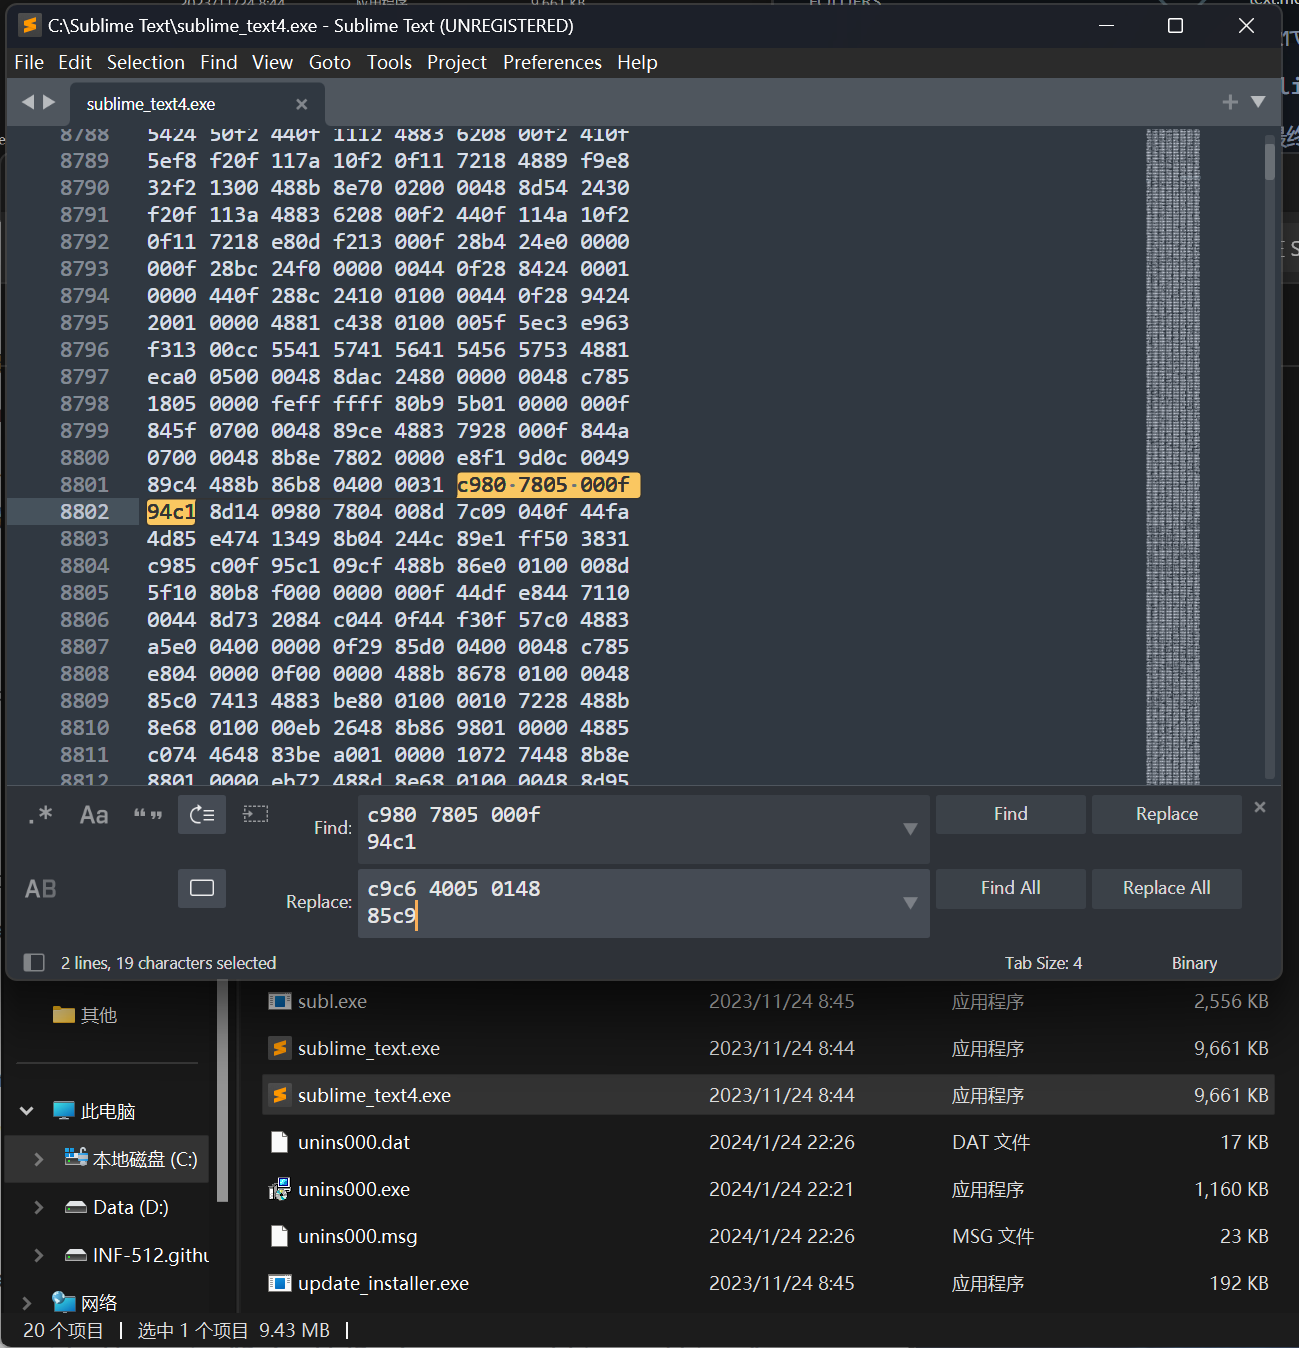 C:\Sublime Text\sublime_text4.exe - Sublime Text (UNREGISTERED)
File Edit Selection Find View Goto Tools Project Preferences Help
sublime_text4.exe
8788 5424 50f2 440f 1112 4883 6208 00f2 410f
8789 5ef8 f20f 117a 10f2 0f11 7218 4889 f9e8
8790 32f2 1300 488b 8e70 0200 0048 8d54 2430
8791 f20f 113a 4883 6208 00f2 440f 114a 10f2
8792 0f11 7218 e80d f213 000f 28b4 24e0 0000
8793 000f 28bc 24f0 0000 0044 0f28 8424 0001
8794 0000 440f 288c 2410 0100 0044 0f28 9424
8795 2001 0000 4881 c438 0100 005f 5ec3 e963
8796 f313 00cc 5541 5741 5641 5456 5753 4881
8797 eca0 0500 0048 8dac 2480 0000 0048 c785
8798 1805 0000 feff ffff 80b9 5b01 0000 000f
8799 845f 0700 0048 89ce 4883 7928 000f 844a
8800 0700 0048 8b8e 7802 0000 e8f1 9d0c 0049
8801 89c4 488b 86b8 0400 0031 c980 7805 000f
8802 94c1 8d14 0980 7804 008d 7c09 040f 44fa
8803 4d85 e474 1349 8b04 244c 89e1 ff50 3831
8804 c985 c00f 95c1 09cf 488b 86e0 0100 008d
8805 5f10 80b8 f000 0000 000f 44df e844 7110
8806 0044 8d73 2084 c044 0f44 f30f 57c0 4883
8807 a5e0 0400 0000 0f29 85d0 0400 0048 c785
8808 e804 0000 0f00 0000 488b 8678 0100 0048
8809 85c0 7413 4883 be80 0100 0010 7228 488b
8810 8e68 0100 00eb 2648 8b86 9801 0000 4885
8811 c074 4648 83be a001 0000 1072 7448 8b8e
8812 8801 0000 eb72 488d 8e68 0100 0048 8d95
.* Aa “” Find: c980 7805 000f
94c1
Find Replace
AB Replace: c9c6 4005 0148
85c9
Find All Replace All
2 lines, 19 characters selected Tab Size: 4 Binary
其他
此电脑
本地磁盘 (C:)
Data (D:)
INF-512.githu
网络
subl.exe 2023/11/24 8:45 应用程序 2,556 KB
sublime_text.exe 2023/11/24 8:44 应用程序 9,661 KB
sublime_text4.exe 2023/11/24 8:44 应用程序 9,661 KB
unins000.dat 2024/1/24 22:26 DAT 文件 17 KB
unins000.exe 2024/1/24 22:21 应用程序 1,160 KB
unins000.msg 2024/1/24 22:26 MSG 文件 23 KB
update_installer.exe 2023/11/24 8:45 应用程序 192 KB
20 个项目 | 选中 1 个项目 9.43 MB |